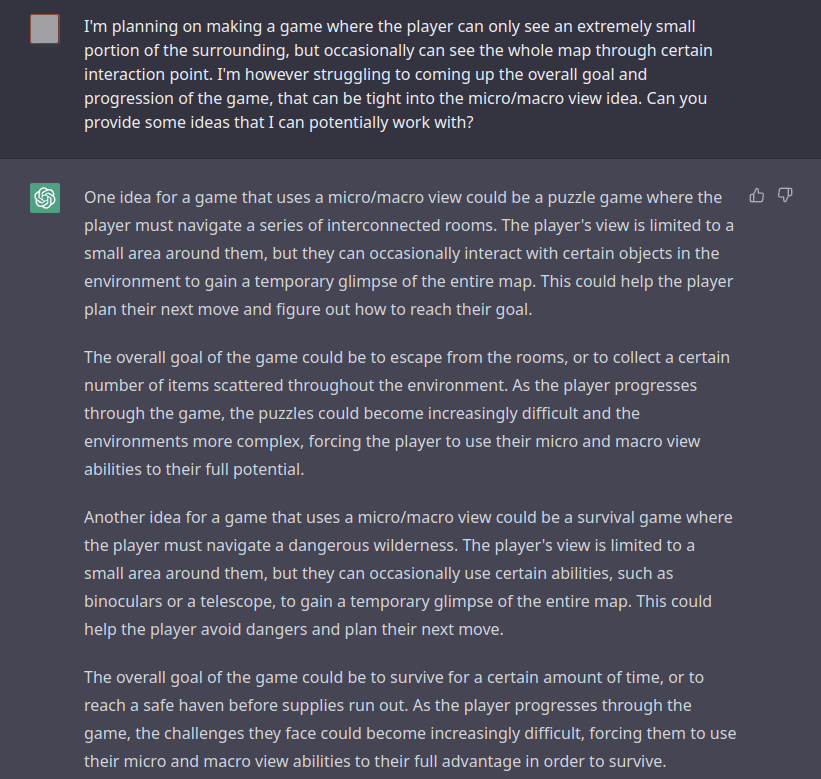 I'm planning on making a game where the player can only see an extremely small
portion of the surrounding, but occasionally can see the whole map through certain
interaction point. I'm however struggling to coming up the overall goal and
progression of the game, that can be tight into the micro/macro view idea. Can you
provide some ideas that I can potentially work with?
One idea for a game that uses a micro/macro view could be a puzzle game where the
player must navigate a series of interconnected rooms. The player's view is limited to a
small area around them, but they can occasionally interact with certain objects in the
environment to gain a temporary glimpse of the entire map. This could help the player
plan their next move and figure out how to reach their goal.
The overall goal of the game could be to escape from the rooms, or to collect a certain
number of items scattered throughout the environment. As the player progresses
through the game, the puzzles could become increasingly difficult and the
environments more complex, forcing the player to use their micro and macro view
abilities to their full potential.
Another idea for a game that uses a micro/macro view could be a survival game where
the player must navigate a dangerous wilderness. The player's view is limited to a
small area around them, but they can occasionally use certain abilities, such as
binoculars or a telescope, to gain a temporary glimpse of the entire map. This could
help the player avoid dangers and plan their next move.
The overall goal of the game could be to survive for a certain amount of time, or to
reach a safe haven before supplies run out. As the player progresses through the
game, the challenges they face could become increasingly difficult, forcing them to use
their micro and macro view abilities to their full advantage in order to survive.